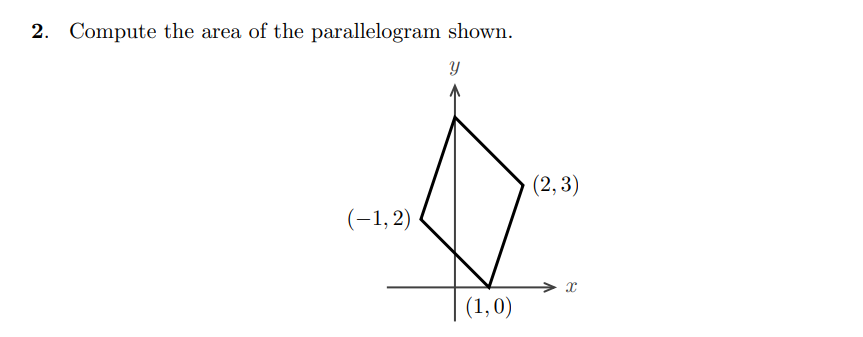 2. Compute the area of the parallelogram shown.
y
(2, 3)
(−1, 2)
x
(1, 0)